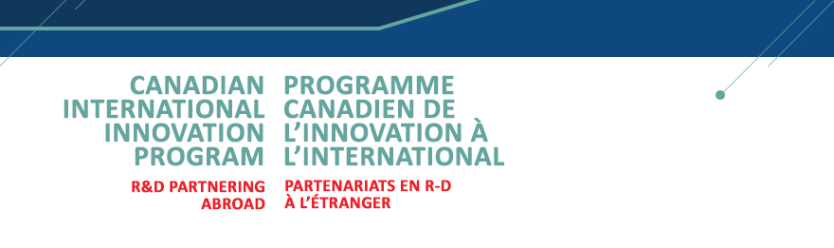 CANADIAN
INTERNATIONAL
INNOVATION
PROGRAM
R&D PARTNERING
ABROAD
PROGRAMME
CANADIEN DE
L'INNOVATION À
L'INTERNATIONAL
PARTENARIATS EN R-D
À L'ÉTRANGER